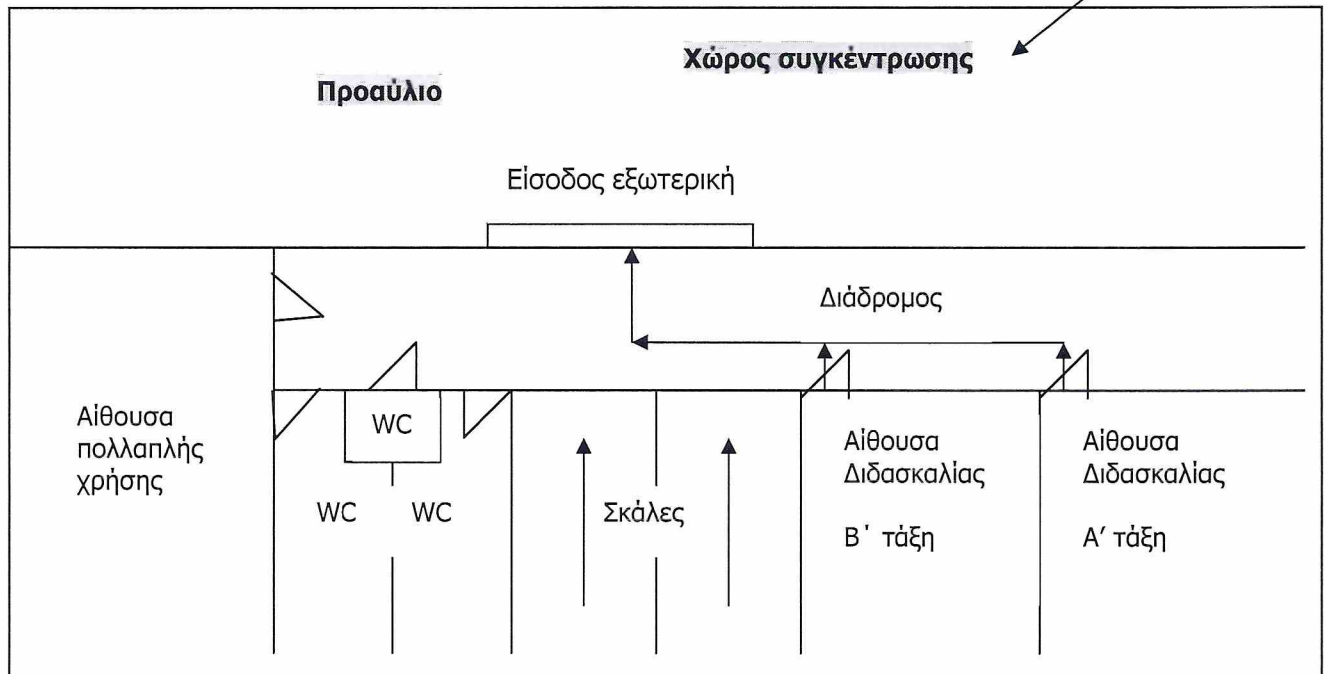 Χώρος συγκέντρωσης
Προαύλιο
Είσοδος εξωτερική
Διάδρομος
Αίθουσα
πολλαπλής
χρήσης
WC
WC
WC
Σκάλες
Αίθουσα
Διδασκαλίας
Β΄ τάξη
Αίθουσα
Διδασκαλίας
Α′ τάξη